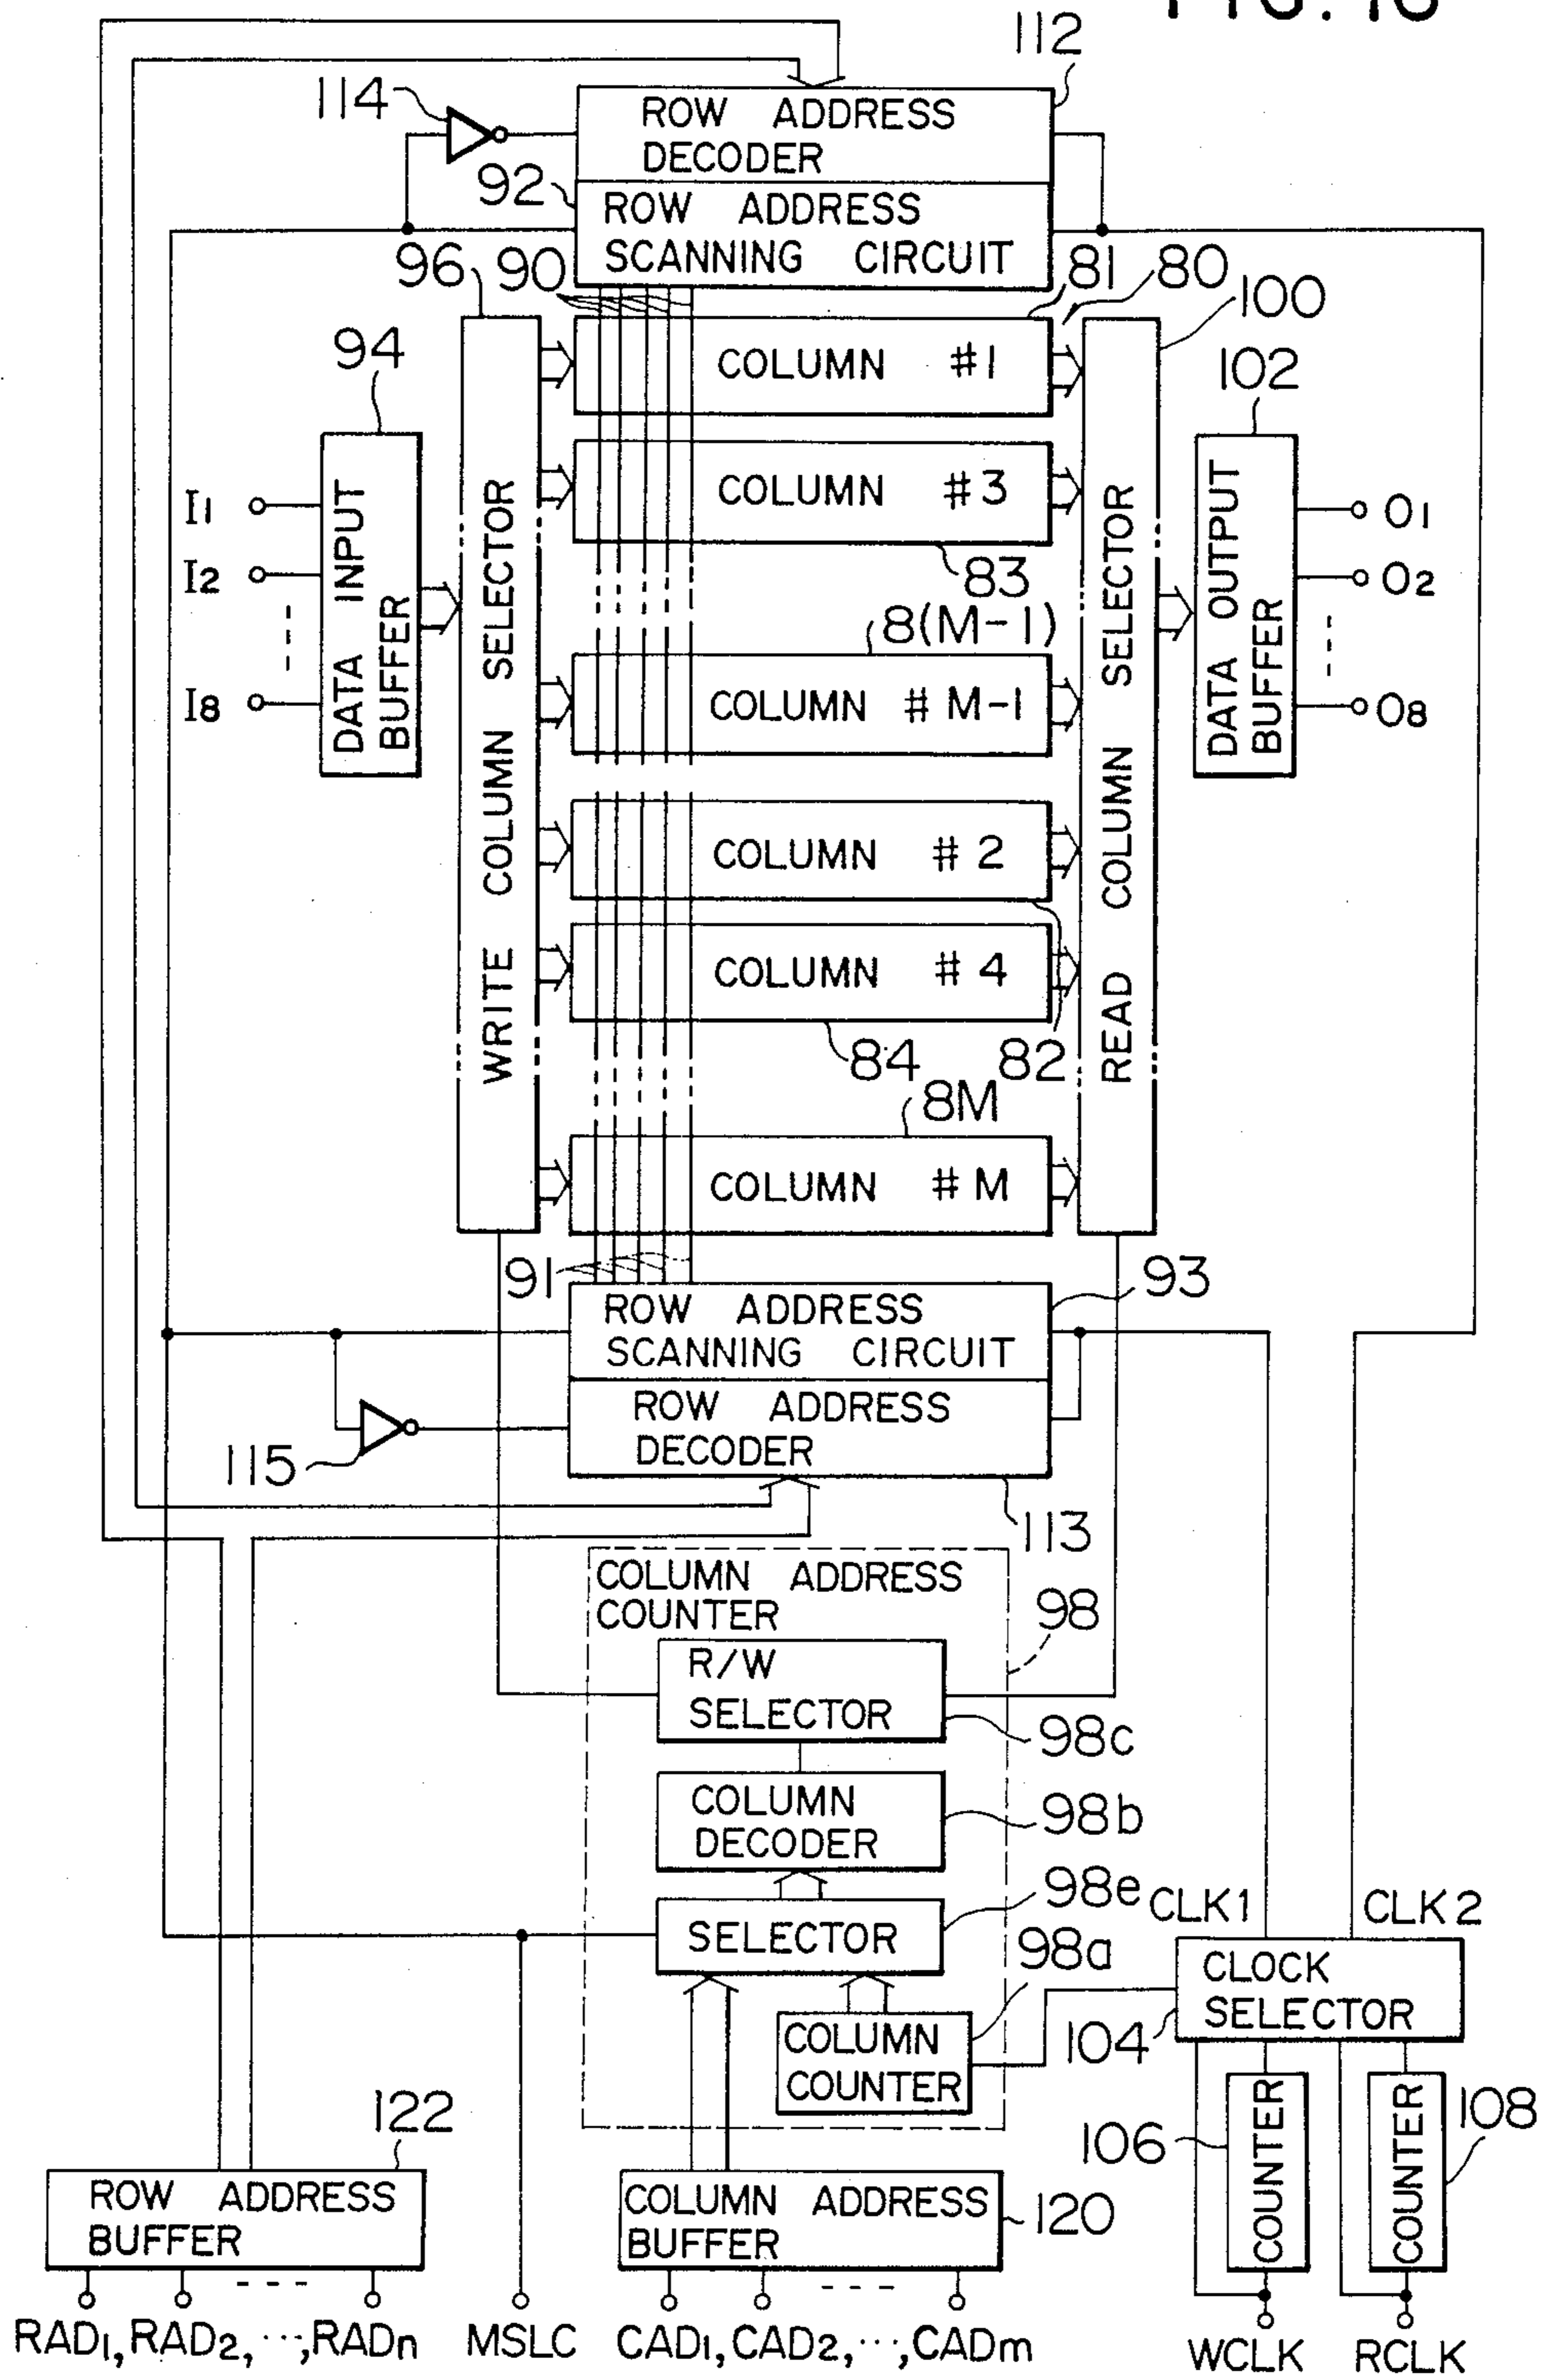 112
114
ROW ADDRESS
DECODER
92
ROW ADDRESS
SCANNING CIRCUIT
96
90
81
80
100
COLUMN #1
94
102
COLUMN #3
83
I1
I2
I8
DATA INPUT
BUFFER
WRITE COLUMN SELECTOR
READ COLUMN SELECTOR
DATA OUTPUT
BUFFER
O1
O2
O8
8(M-1)
COLUMN # M-1
COLUMN # 2
COLUMN # 4
84
82
8M
COLUMN # M
91
93
ROW ADDRESS
SCANNING CIRCUIT
ROW ADDRESS
DECODER
115
113
COLUMN ADDRESS
COUNTER
98
R/W
SELECTOR
98c
COLUMN
DECODER
98b
98e
SELECTOR
98a
CLK1
CLK2
CLOCK
SELECTOR
104
COLUMN
COUNTER
122
106
COUNTER
COUNTER
108
ROW ADDRESS
BUFFER
COLUMN ADDRESS
BUFFER
120
RAD1, RAD2, ···, RADn
MSLC
CAD1, CAD2, ···, CADm
WCLK
RCLK